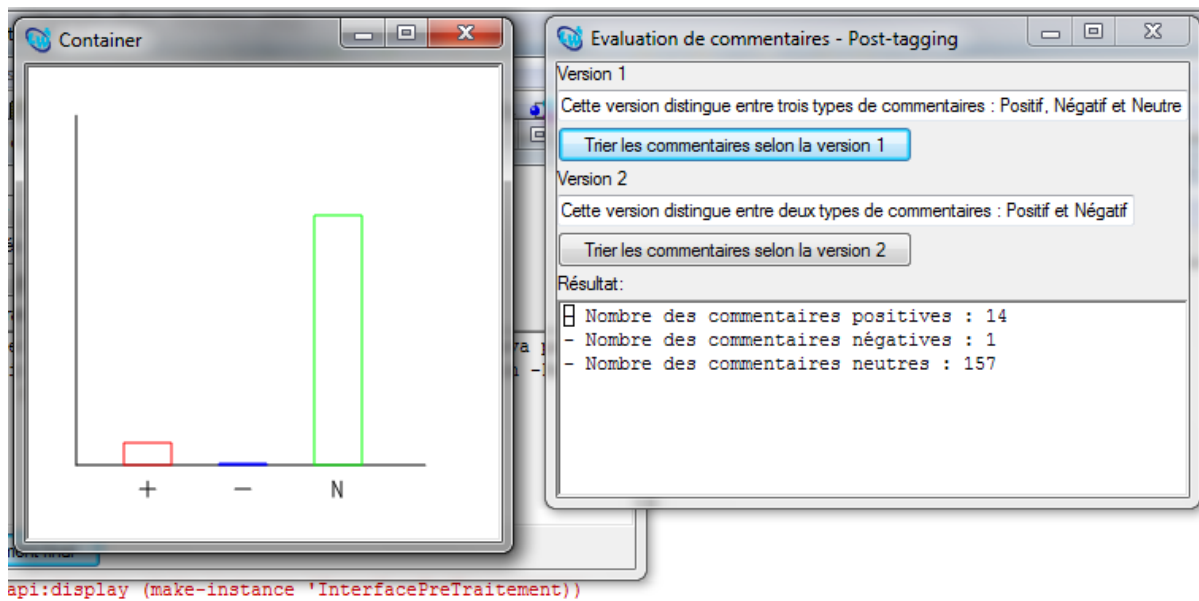 Container
+ − N
Evaluation de commentaires - Post-tagging
Version 1
Cette version distingue entre trois types de commentaires : Positif, Négatif et Neutre
Trier les commentaires selon la version 1
Version 2
Cette version distingue entre deux types de commentaires : Positif et Négatif
Trier les commentaires selon la version 2
Résultat:
- Nombre des commentaires positives : 14
- Nombre des commentaires négatives : 1
- Nombre des commentaires neutres : 157
api:display (make-instance 'InterfacePreTraitement))